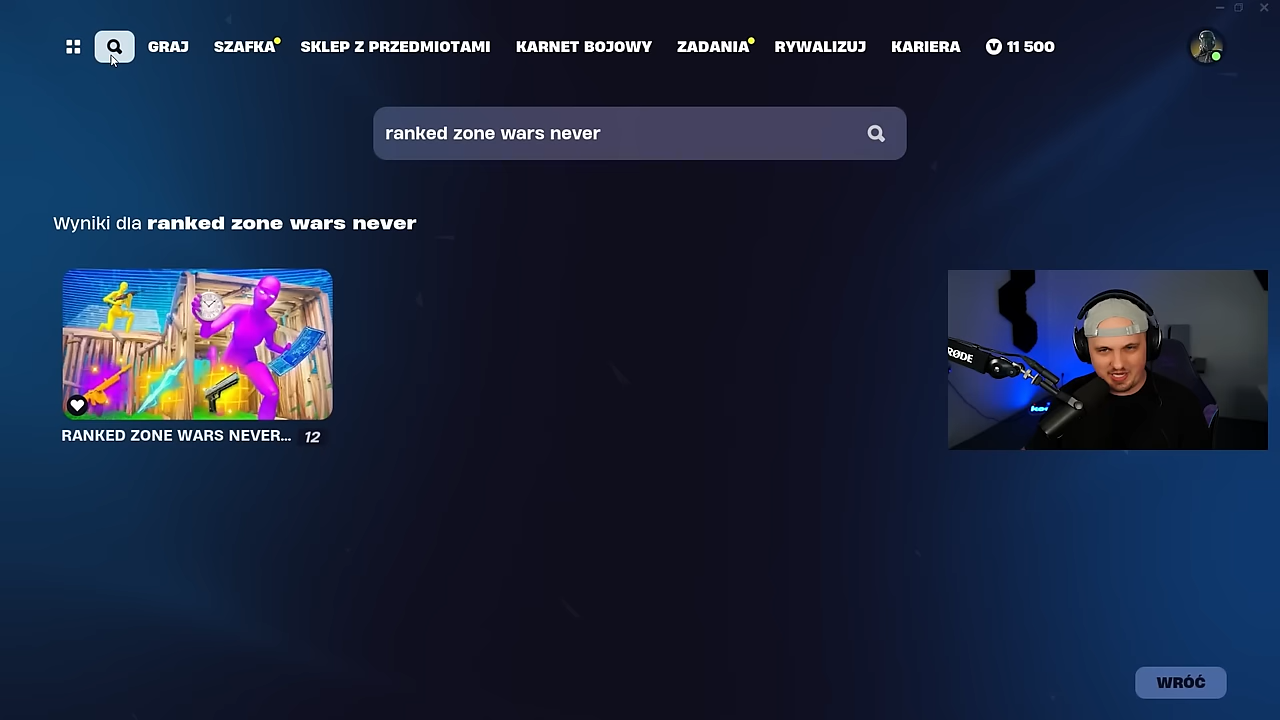 GRAJ SZAFKA SKLEP Z PRZEDMIOTAMI KARNET BOJOWY ZADANIA RYWALIZUJ KARIERA V 11 500
ranked zone wars never
Wyniki dla ranked zone wars never
RØDE
RANKED ZONE WARS NEVER... 12
WRÓĆ